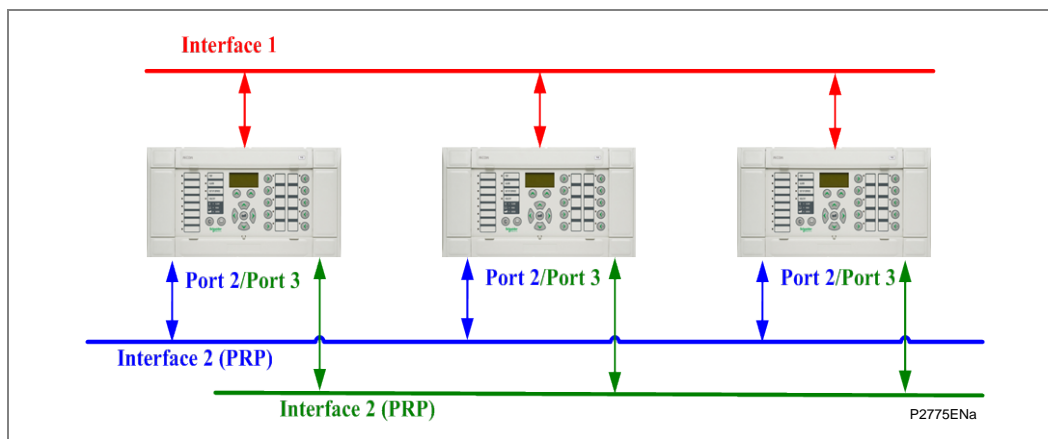 Interface 1
Port 2/Port 3
Port 2/Port 3
Port 2/Port 3
Interface 2 (PRP)
Interface 2 (PRP)
P2775ENa